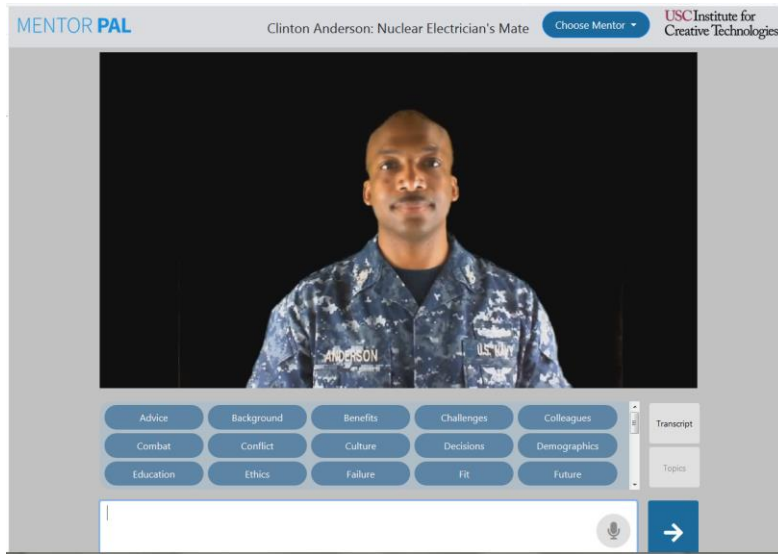 MENTOR PAL
Clinton Anderson: Nuclear Electrician's Mate
Choose Mentor
USC Institute for
Creative Technologies
ANDERSON
U.S. NAVY
Advice Background Benefits Challenges Colleagues
Transcript
Combat Conflict Culture Decisions Demographics
Education Ethics Failure Fit Future
Topics